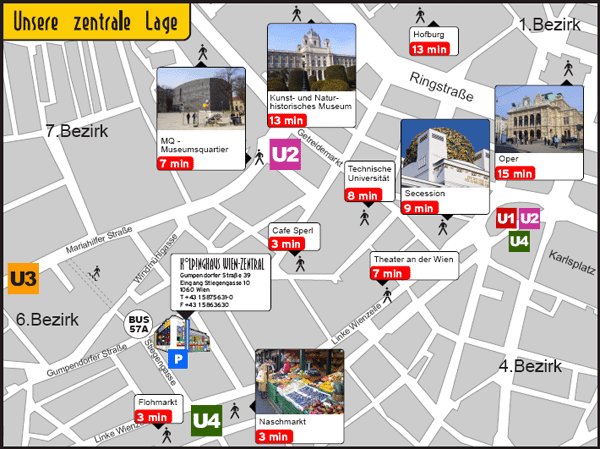 Unsere zentrale Lage
Hofburg
13 min
1.Bezirk
Ringstraße
Kunst- und Natur-
historisches Museum
13 min
MQ -
Museumsquartier
7 min
7.Bezirk
U2
Getreidemarkt
Technische
Universität
8 min
Secession
9 min
Oper
15 min
U1
U2
U4
Karlsplatz
Mariahilfer Straße
Windmühlgasse
Cafe Sperl
3 min
Theater an der Wien
7 min
U3
Kolpinghaus Wien-Zentral
Gumpendorfer Straße 39
Eingang Stiegengasse 10
1060 Wien
T +43 1 5875631-0
F +43 1 5863630
6.Bezirk
BUS
57A
P
Gumpendorfer Straße
Stiegengasse
Linke Wienzeile
4.Bezirk
Flohmarkt
3 min
U4
Naschmarkt
3 min
Linke Wienzeile